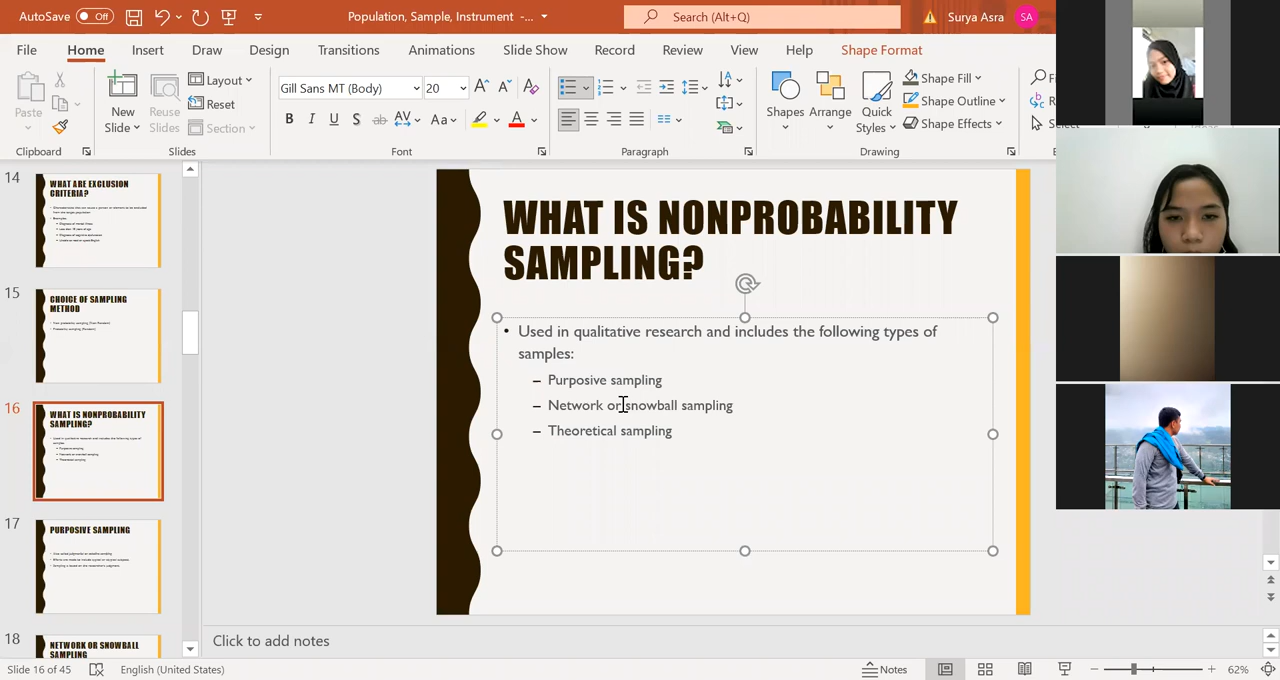 AutoSave Off
Population, Sample, Instrument -...
Search (Alt+Q)
Surya Asra SA
File Home Insert Draw Design Transitions Animations Slide Show Record Review View Help Shape Format
Paste
Clipboard
New Slide
Reuse Slides
Layout
Reset
Section
Slides
Gill Sans MT (Body) 20
B I U S ab AV Aa A
Font
Paragraph
Shapes
Arrange
Quick Styles
Shape Fill
Shape Outline
Shape Effects
Drawing
14
WHAT ARE EXCLUSION
CRITERIA?
15
CHOICE OF SAMPLING
METHOD
16
WHAT IS NONPROBABILITY
SAMPLING?
17
PURPOSIVE SAMPLING
18
NETWORK OR SNOWBALL
SAMPLING
WHAT IS NONPROBABILITY
SAMPLING?
• Used in qualitative research and includes the following types of
samples:
– Purposive sampling
– Network or snowball sampling
– Theoretical sampling
Click to add notes
Slide 16 of 45 English (United States) Notes 62%